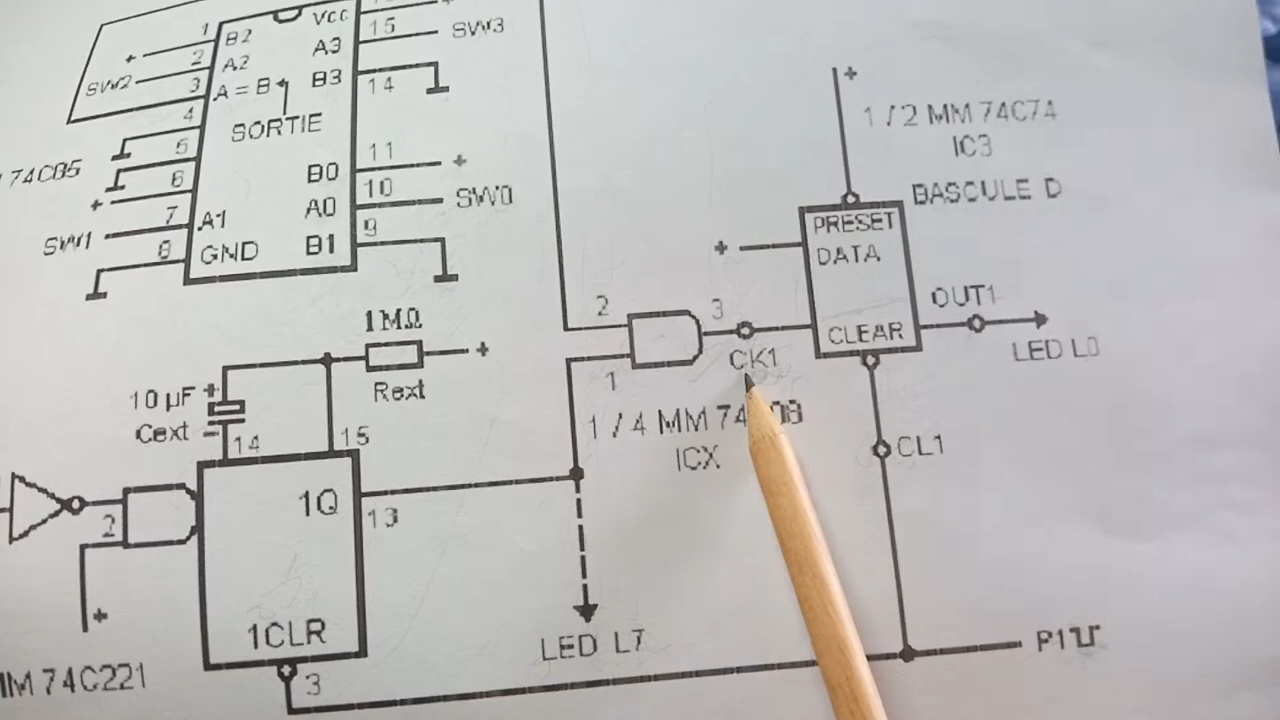 Vcc
1
B2
15
SW3
+
2
A2
A3
SW2
3
A = B
B3
14
4
SORTIE
5
74C85
6
B0
11
+
+
10
SW0
7
A1
A0
SW1
8
GND
B1
9
+
1 / 2 MM 74C74
IC3
BASCULE D
PRESET
+
DATA
CLEAR
OUT1
LED L0
2
3
CK1
1
1 / 4 MM 74
ICX
CL1
1MΩ
+
Rext
10 µF
+
Cext
-
14
15
1Q
13
2
+
1CLR
3
LED L7
P1
MM 74C221